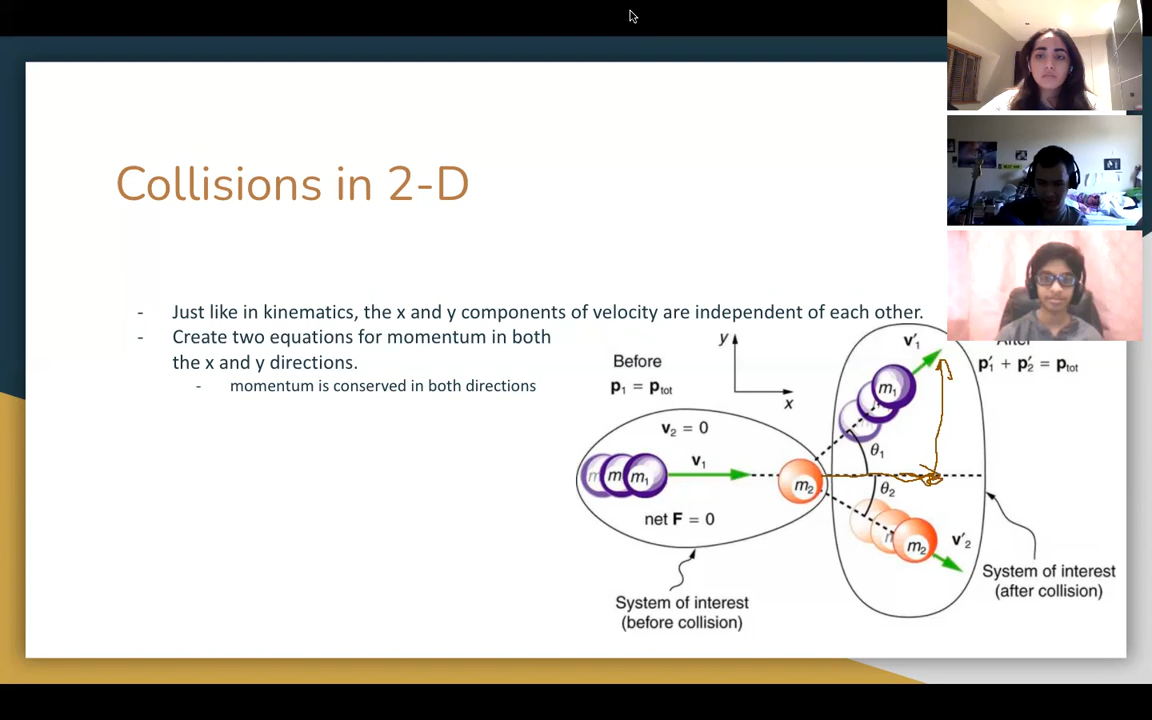 Collisions in 2-D
- Just like in kinematics, the x and y components of velocity are independent of each other.
- Create two equations for momentum in both
the x and y directions.
- momentum is conserved in both directions
Before
p₁ = pₜₒₜ
y
x
v₂ = 0
v₁
m₁
m₂
net F = 0
System of interest
(before collision)
v′₁
m₁
θ₁
θ₂
m₂
v′₂
p′₁ + p′₂ = pₜₒₜ
System of interest
(after collision)